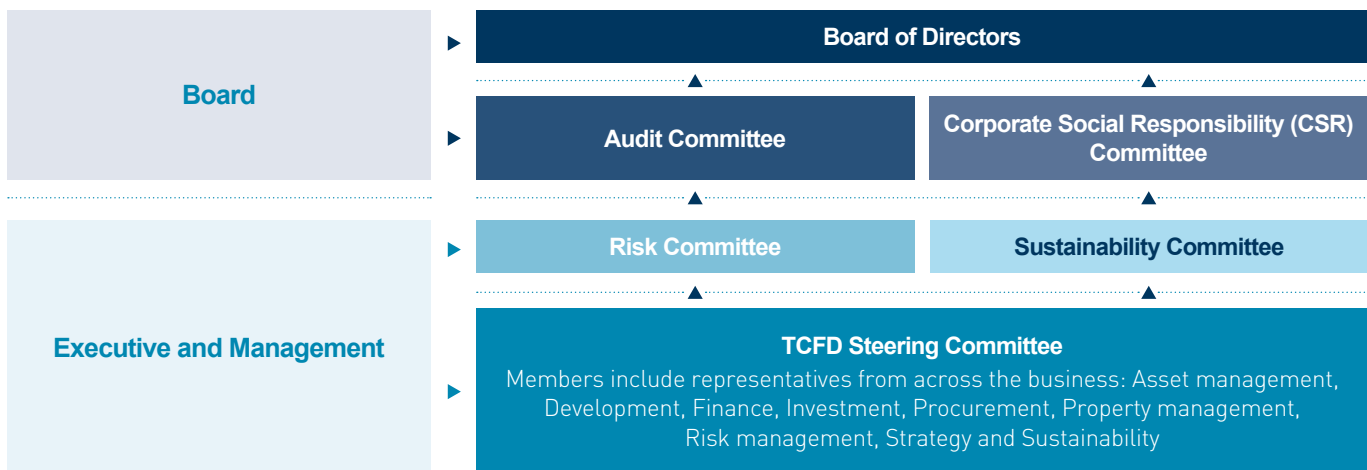 Board
Board of Directors
Audit Committee
Corporate Social Responsibility (CSR)
Committee
Executive and Management
Risk Committee
Sustainability Committee
TCFD Steering Committee
Members include representatives from across the business: Asset management,
Development, Finance, Investment, Procurement, Property management,
Risk management, Strategy and Sustainability